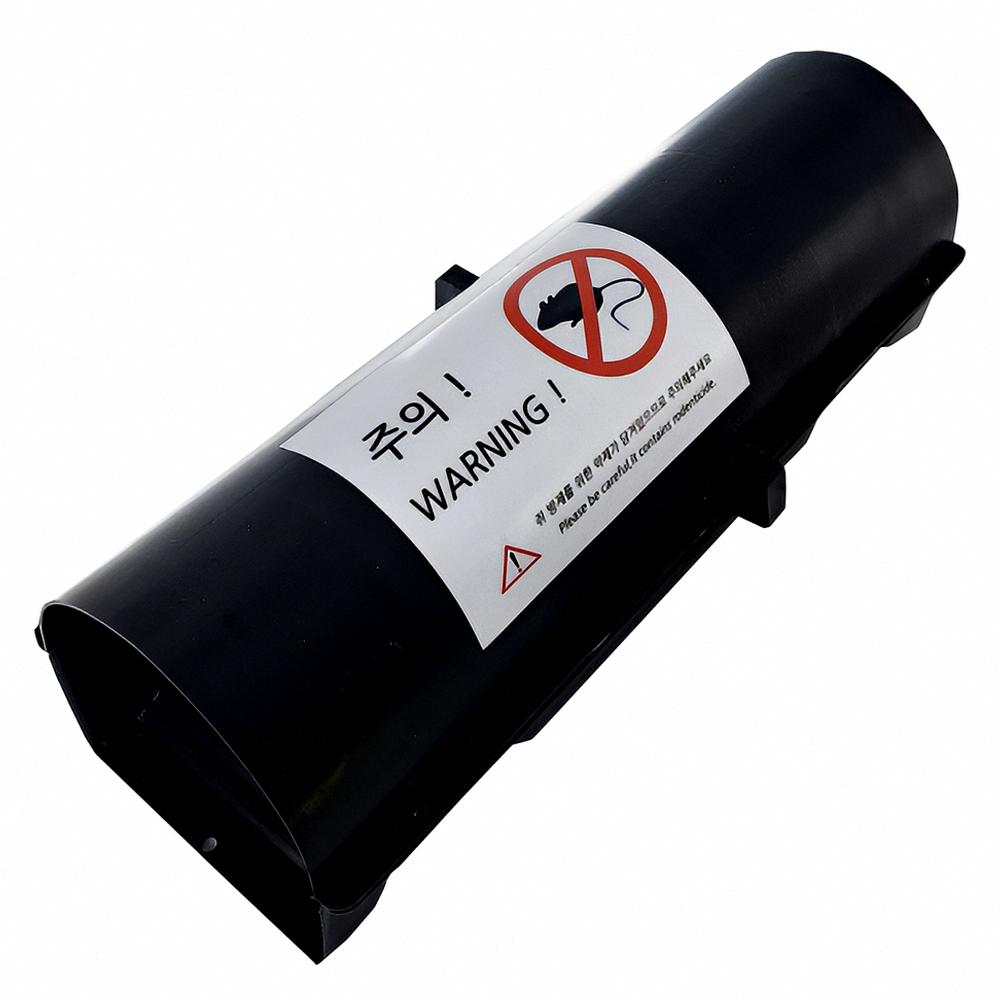 주의 !
WARNING !
쥐 방제를 위한 약제가 담겨있으므로 주의해주세요
Please be careful,it contains rodenticide.